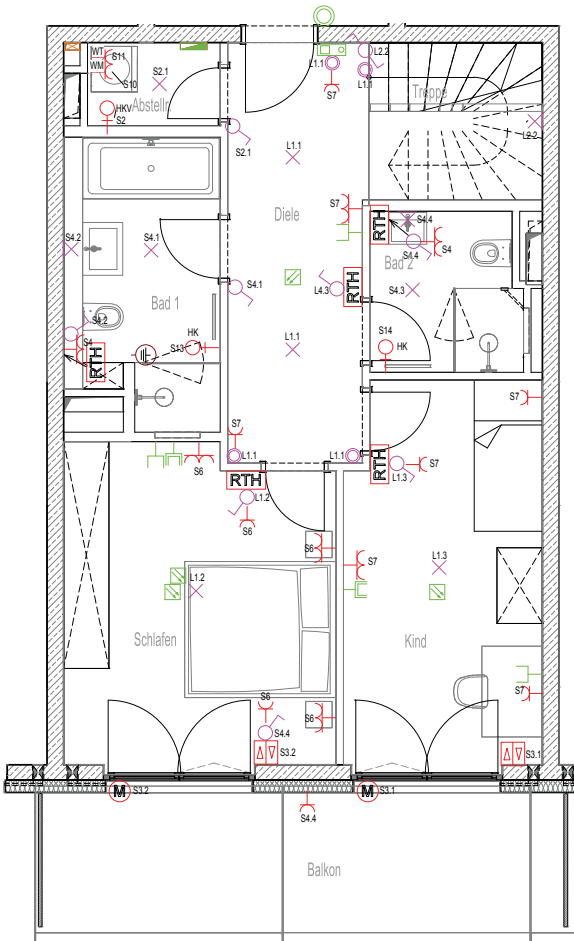 WT
S11
WM
S10
S2.1
HKV
Abstellr
S2
S2.1
L1.1
S7
L2.2
L1.1
Treppe
L2.2
L1.1
Diele
S7
RTH
S4.4
S4.4
S4
Bad 2
S4.3
S4.2
S4.1
Bad 1
S4.1
L4.3
RTH
S4.2
S4
RTH
S13
HK
L1.1
S14
HK
S7
L1.1
L1.1
RTH
L1.3
S7
S7
S6
RTH
L1.2
S6
S6
S7
L1.3
L1.2
Schlafen
Kind
S6
S6
S4.4
S3.2
S7
S3.1
M
S3.2
M
S3.1
S4.4
Balkon